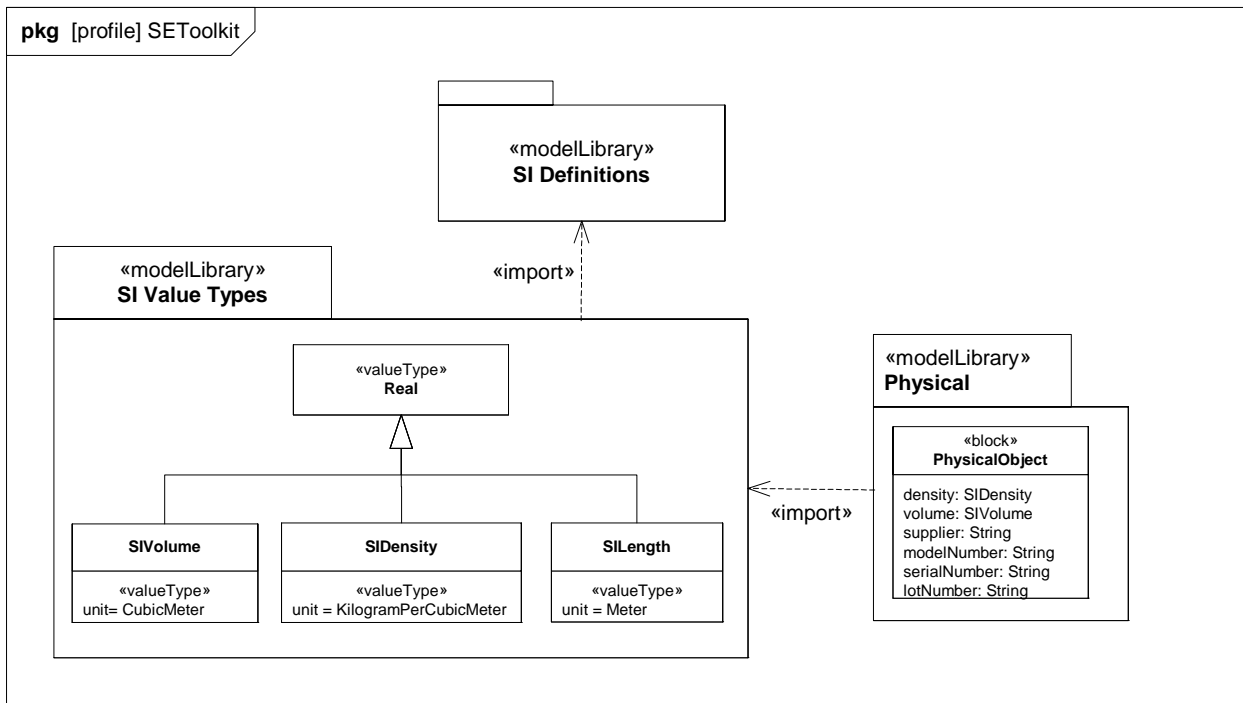 pkg [profile] SEToolkit
«modelLibrary»
SI Definitions
«import»
«modelLibrary»
SI Value Types
«valueType»
Real
SIVolume
«valueType»
unit= CubicMeter
SIDensity
«valueType»
unit = KilogramPerCubicMeter
SILength
«valueType»
unit = Meter
«import»
«modelLibrary»
Physical
«block»
PhysicalObject
density: SIDensity
volume: SIVolume
supplier: String
modelNumber: String
serialNumber: String
lotNumber: String